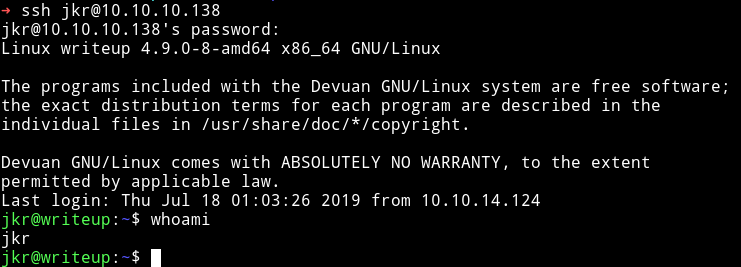 → ssh jkr@10.10.10.138
jkr@10.10.10.138's password:
Linux writeup 4.9.0-8-amd64 x86_64 GNU/Linux
The programs included with the Devuan GNU/Linux system are free software;
the exact distribution terms for each program are described in the
individual files in /usr/share/doc/*/copyright.
Devuan GNU/Linux comes with ABSOLUTELY NO WARRANTY, to the extent
permitted by applicable law.
Last login: Thu Jul 18 01:03:26 2019 from 10.10.14.124
jkr@writeup:~$ whoami
jkr
jkr@writeup:~$